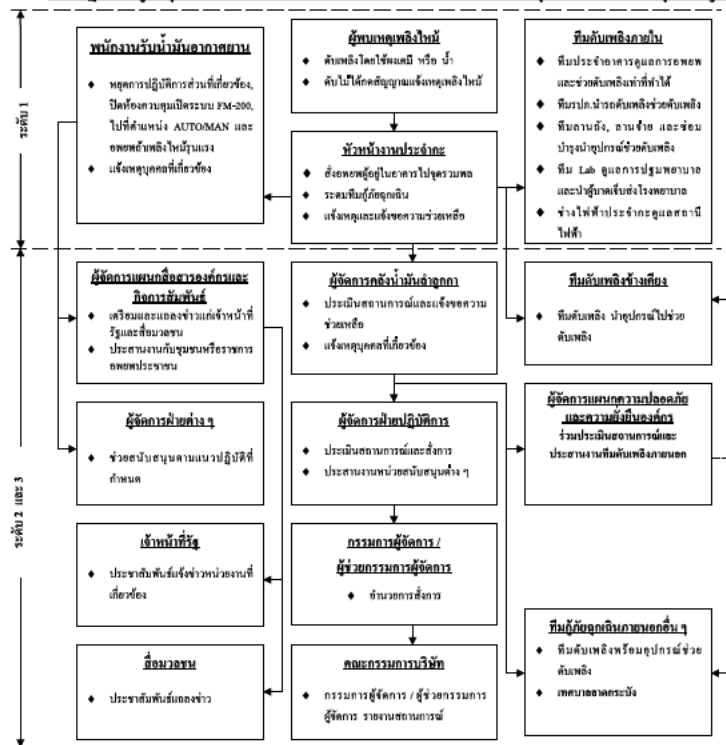 ระดับ 1
พนักงานรับน้ำมันอากาศยาน
♦ หยุดการปฏิบัติการส่วนที่เกี่ยวข้อง,
ปิดห้องควบคุมเปิดระบบ FM-200,
ไปที่ตำแหน่ง AUTO/MAN และ
อพยพถ้าเพลิงไหม้รุนแรง
♦ แจ้งเหตุบุคคลที่เกี่ยวข้อง
ผู้พบเหตุเพลิงไหม้
♦ ดับเพลิงโดยใช้ผงเคมี หรือ น้ำ
♦ ดับไม่ได้กดสัญญาณแจ้งเหตุเพลิงไหม้
หัวหน้างานประจำกะ
♦ สั่งอพยพผู้อยู่ในอาคารไปจุดรวมพล
♦ ระดมทีมกู้ภัยฉุกเฉิน
♦ แจ้งเหตุและแจ้งขอความช่วยเหลือ
ทีมดับเพลิงภายใน
♦ ทีมประจำอาคารดูแลการอพยพ
และช่วยดับเพลิงเท่าที่ทำได้
♦ ทีมรปภ.นำรถดับเพลิงช่วยดับเพลิง
♦ ทีมลานถัง, ลานจ่าย และซ่อม
บำรุงนำอุปกรณ์ช่วยดับเพลิง
♦ ทีม Lab ดูแลการปฐมพยาบาล
และนำผู้บาดเจ็บส่งโรงพยาบาล
♦ ช่างไฟฟ้าประจำกะดูแลสถานี
ไฟฟ้า
ระดับ 2 และ 3
ผู้จัดการแผนกสื่อสารองค์กรและ
กิจการสัมพันธ์
♦ เตรียมและแถลงข่าวแก่เจ้าหน้าที่
รัฐและสื่อมวลชน
♦ ประสานงานกับชุมชนหรือราชการ
อพยพประชาชน
ผู้จัดการคลังน้ำมันลำลูกกา
♦ ประเมินสถานการณ์และแจ้งขอความ
ช่วยเหลือ
♦ แจ้งเหตุบุคคลที่เกี่ยวข้อง
ทีมดับเพลิงข้างเคียง
♦ ทีมดับเพลิง นำอุปกรณ์ไปช่วย
ดับเพลิง
ผู้จัดการฝ่ายต่าง ๆ
♦ ช่วยสนับสนุนตามแนวปฏิบัติที่
กำหนด
ผู้จัดการฝ่ายปฏิบัติการ
♦ ประเมินสถานการณ์และสั่งการ
♦ ประสานงานหน่วยสนับสนุนต่าง ๆ
ผู้จัดการแผนกความปลอดภัย
และความยั่งยืนองค์กร
ร่วมประเมินสถานการณ์และ
ประสานงานทีมดับเพลิงภายนอก
เจ้าหน้าที่รัฐ
♦ ประชาสัมพันธ์แจ้งข่าวหน่วยงานที่
เกี่ยวข้อง
กรรมการผู้จัดการ /
ผู้ช่วยกรรมการผู้จัดการ
♦ อำนวยการสั่งการ
สื่อมวลชน
♦ ประชาสัมพันธ์แถลงข่าว
คณะกรรมการบริษัท
♦ กรรมการผู้จัดการ / ผู้ช่วยกรรมการ
ผู้จัดการ รายงานสถานการณ์
ทีมกู้ภัยฉุกเฉินภายนอกอื่น ๆ
♦ ทีมดับเพลิงพร้อมอุปกรณ์ช่วย
ดับเพลิง
♦ เทศบาลลาดกระบัง